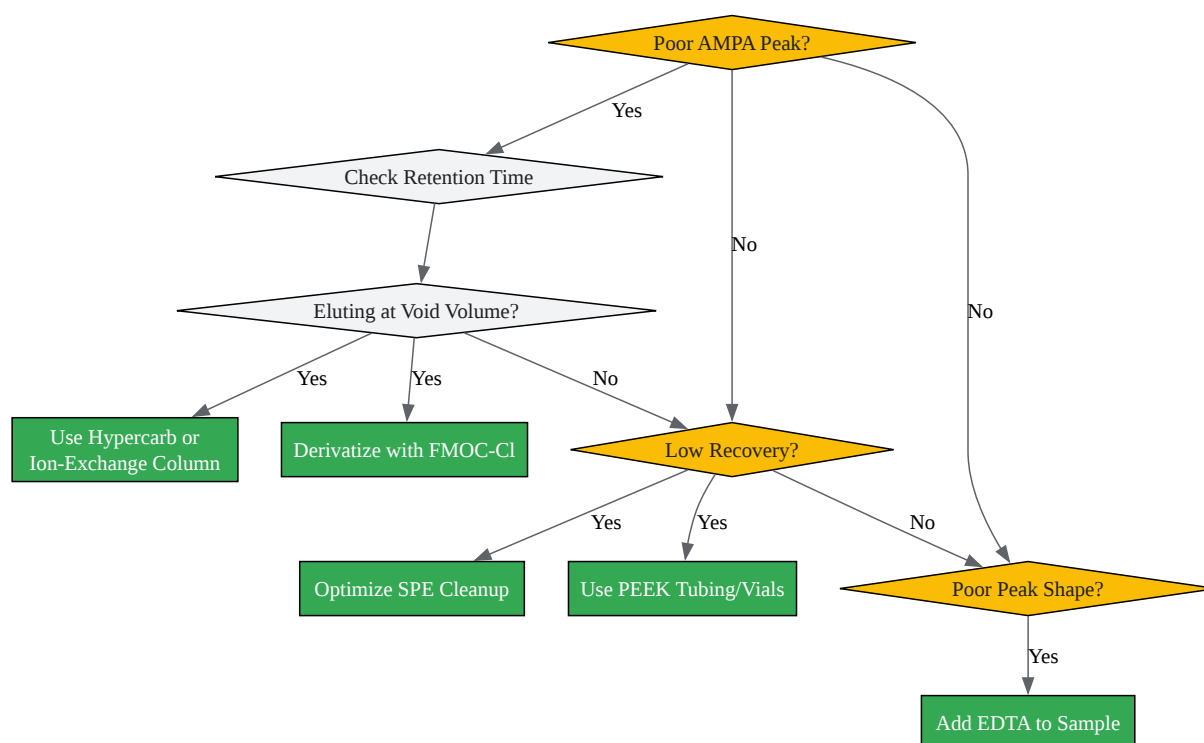 Poor AMPA Peak?
Yes
Check Retention Time
No
Eluting at Void Volume?
No
Yes
Yes
No
Use Hypercarb or
Ion-Exchange Column
Derivatize with FMOC-Cl
Low Recovery?
Yes
Yes
No
Optimize SPE Cleanup
Use PEEK Tubing/Vials
Poor Peak Shape?
Yes
Add EDTA to Sample